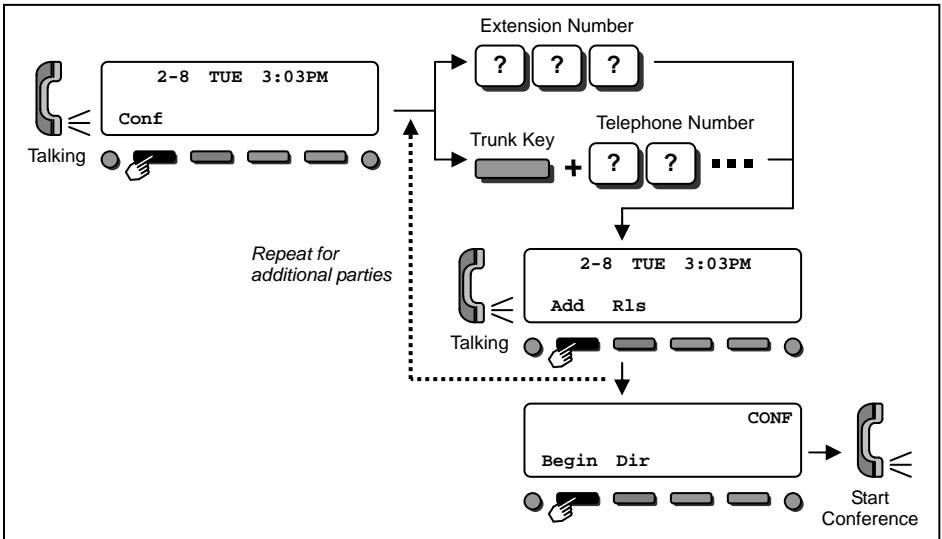 Extension Number
2-8 TUE 3:03PM
? ? ?
Conf
Talking
Trunk Key
Telephone Number
+ ? ?
Repeat for
additional parties
2-8 TUE 3:03PM
Add Rls
Talking
CONF
Begin Dir
Start
Conference